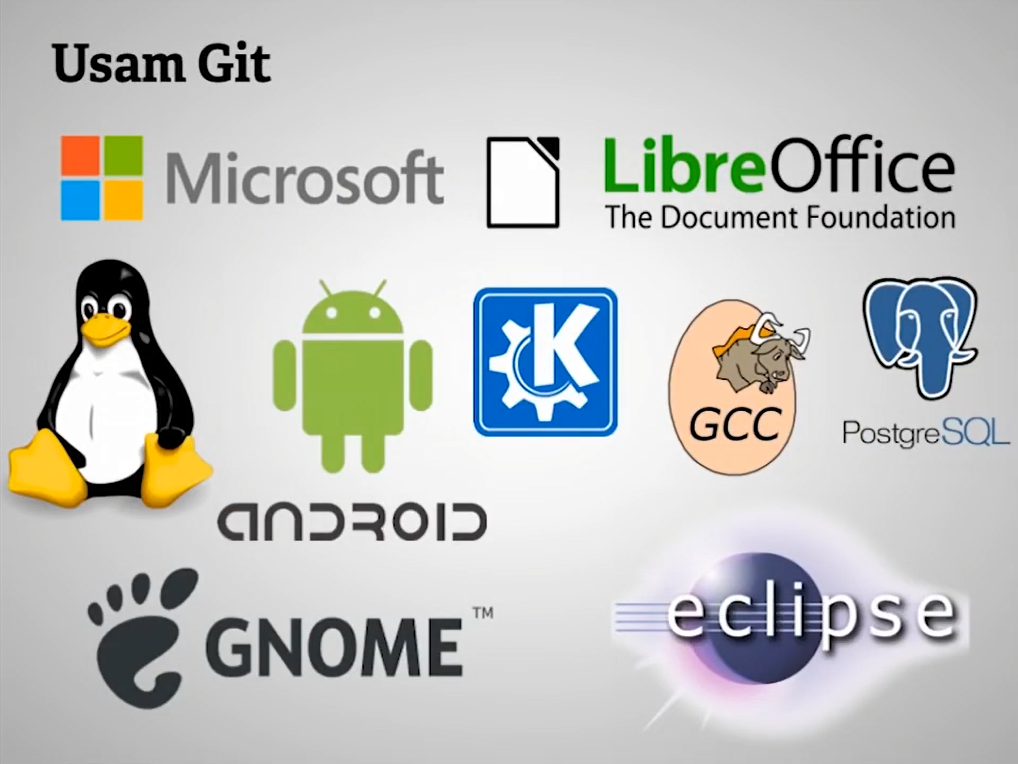 Usam Git
Microsoft
LibreOffice
The Document Foundation
K
GCC
PostgreSQL
ANDROID
GNOME™
eclipse